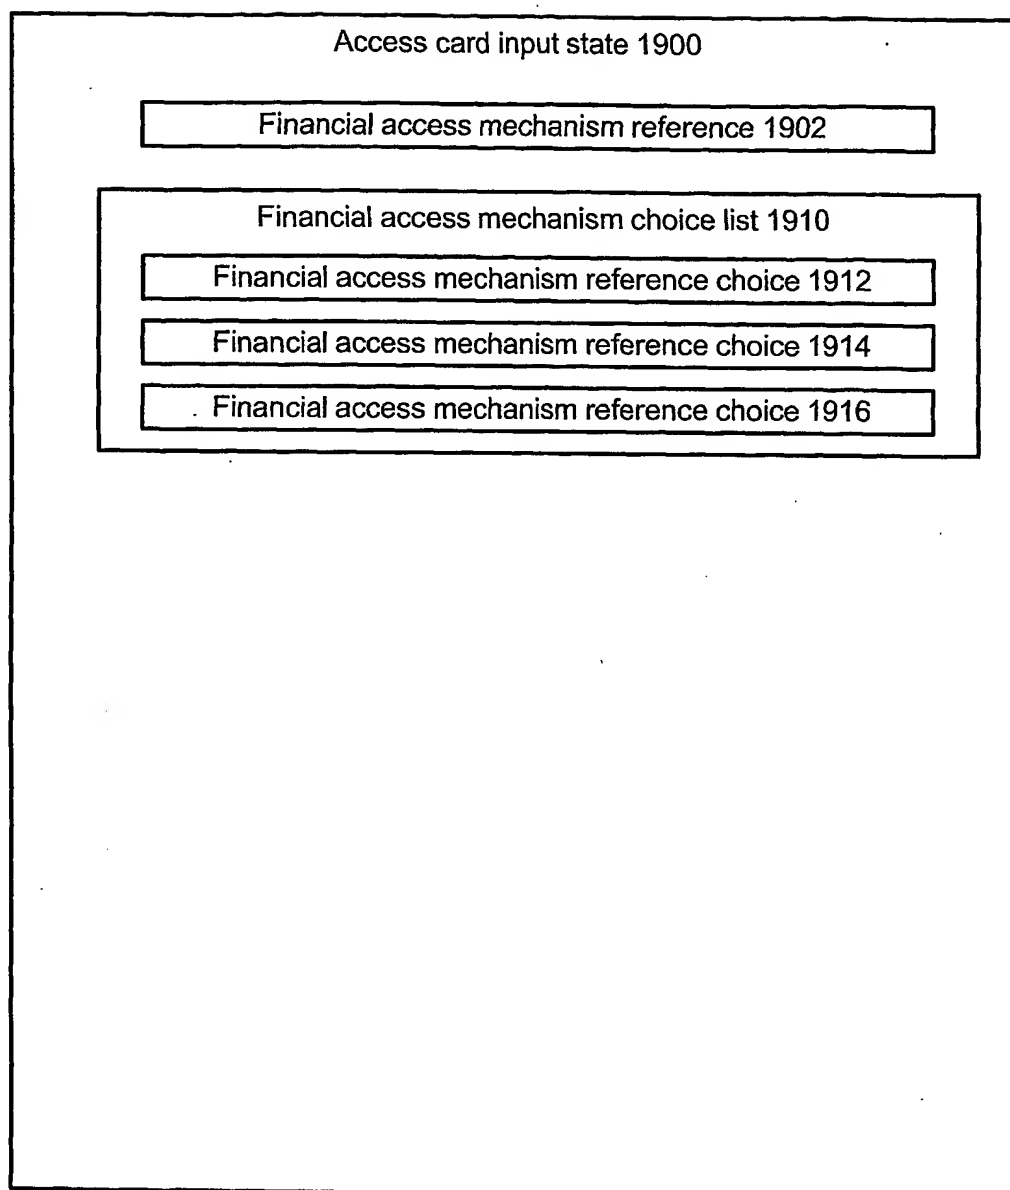 Access card input state 1900
Financial access mechanism reference 1902
Financial access mechanism choice list 1910
Financial access mechanism reference choice 1912
Financial access mechanism reference choice 1914
Financial access mechanism reference choice 1916